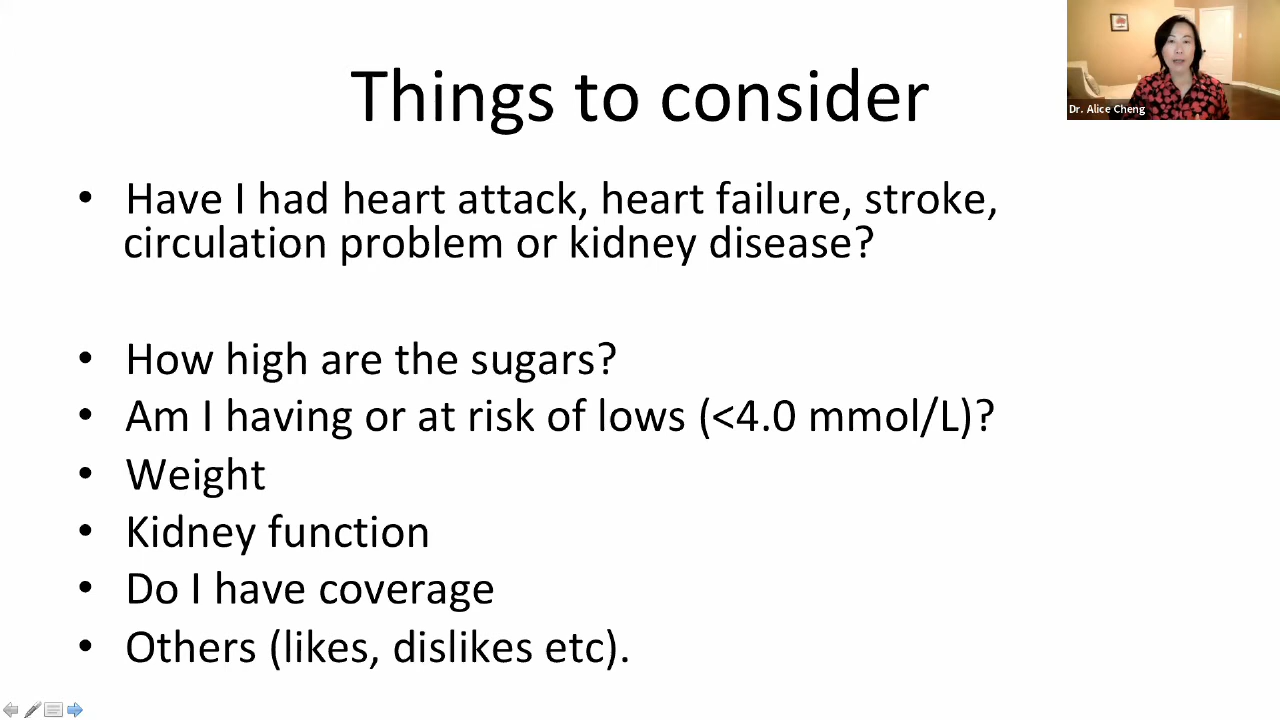 Things to consider
Dr. Alice Cheng
• Have I had heart attack, heart failure, stroke,
circulation problem or kidney disease?
• How high are the sugars?
• Am I having or at risk of lows (<4.0 mmol/L)?
• Weight
• Kidney function
• Do I have coverage
• Others (likes, dislikes etc).